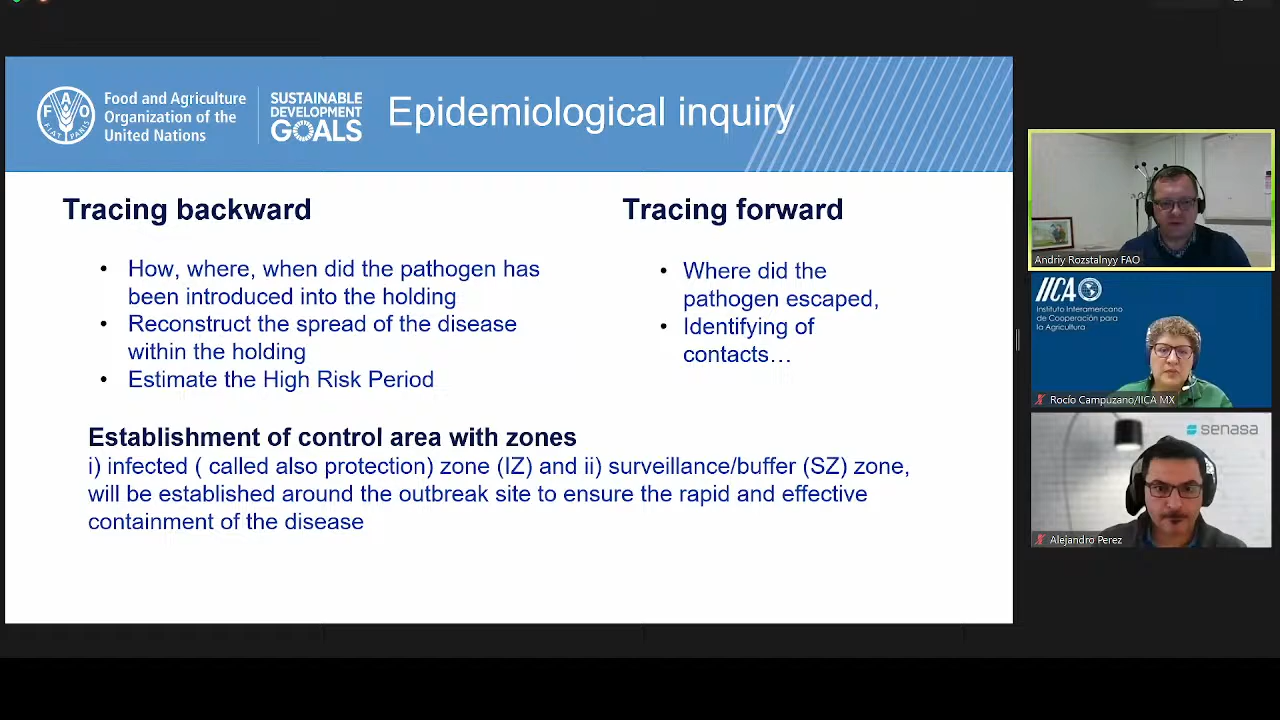 FAO
FIAT PANIS
Food and Agriculture
Organization of the
United Nations
SUSTAINABLE
DEVELOPMENT
GOALS
Epidemiological inquiry
Tracing backward
• How, where, when did the pathogen has
been introduced into the holding
• Reconstruct the spread of the disease
within the holding
• Estimate the High Risk Period
Tracing forward
• Where did the
pathogen escaped,
• Identifying of
contacts…
Establishment of control area with zones
i) infected ( called also protection) zone (IZ) and ii) surveillance/buffer (SZ) zone,
will be established around the outbreak site to ensure the rapid and effective
containment of the disease
Andriy Rozstalnyy FAO
IICA
Instituto Interamericano
de Cooperación para
la Agricultura
Rocío Campuzano/IICA MX
senasa
Alejandro Perez